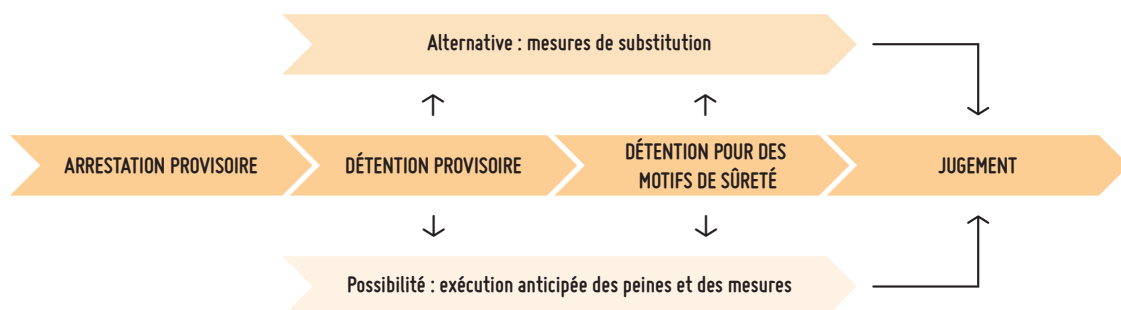 Alternative : mesures de substitution
ARRESTATION PROVISOIRE
DÉTENTION PROVISOIRE
DÉTENTION POUR DES
MOTIFS DE SÛRETÉ
JUGEMENT
Possibilité : exécution anticipée des peines et des mesures